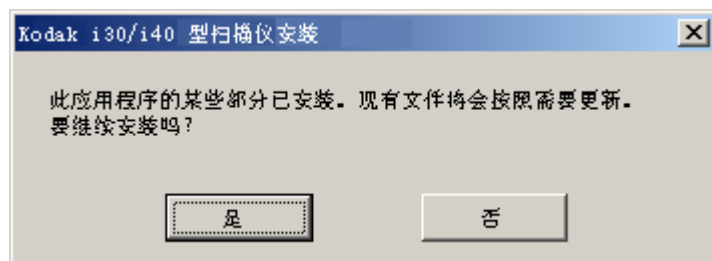 Kodak i30/i40 型扫描仪安装
此应用程序的某些部分已安装。现有文件将会按照需要更新。
要继续安装吗?
是
否